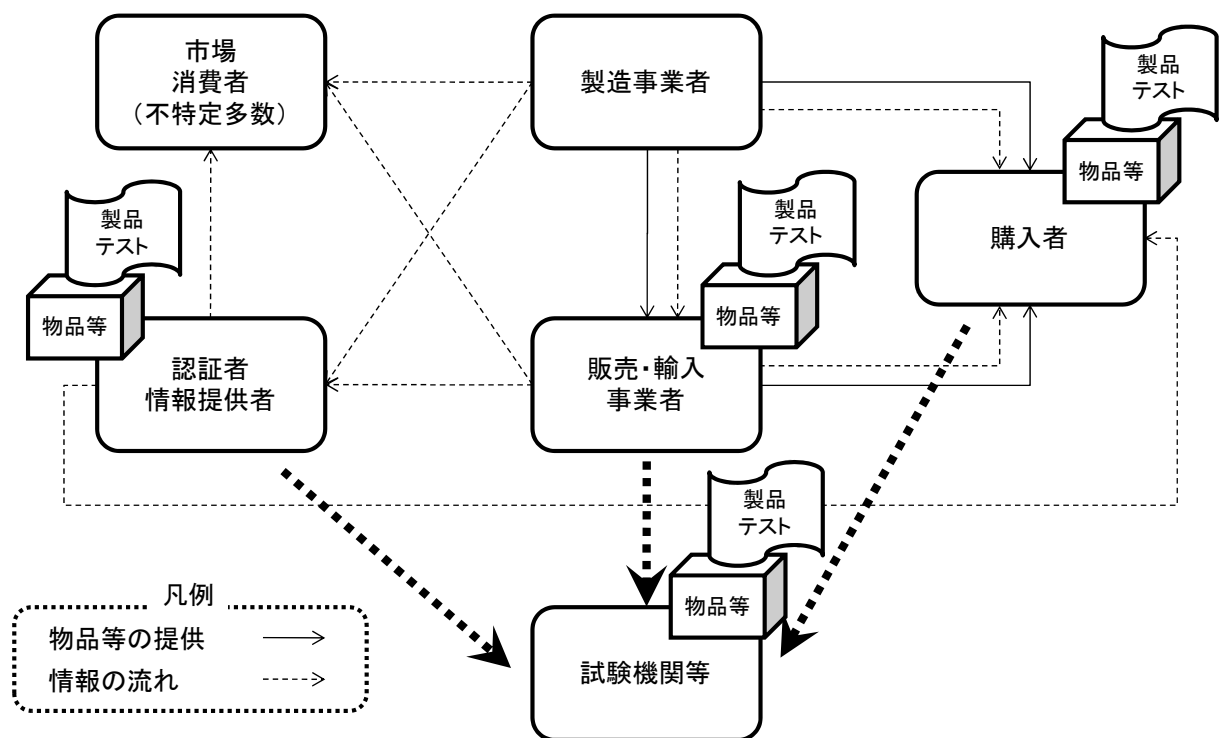 市場
消費者
（不特定多数）
製造事業者
製品
テスト
物品等
購入者
製品
テスト
物品等
認証者
情報提供者
製品
テスト
物品等
販売・輸入
事業者
製品
テスト
物品等
試験機関等
凡例
物品等の提供
情報の流れ